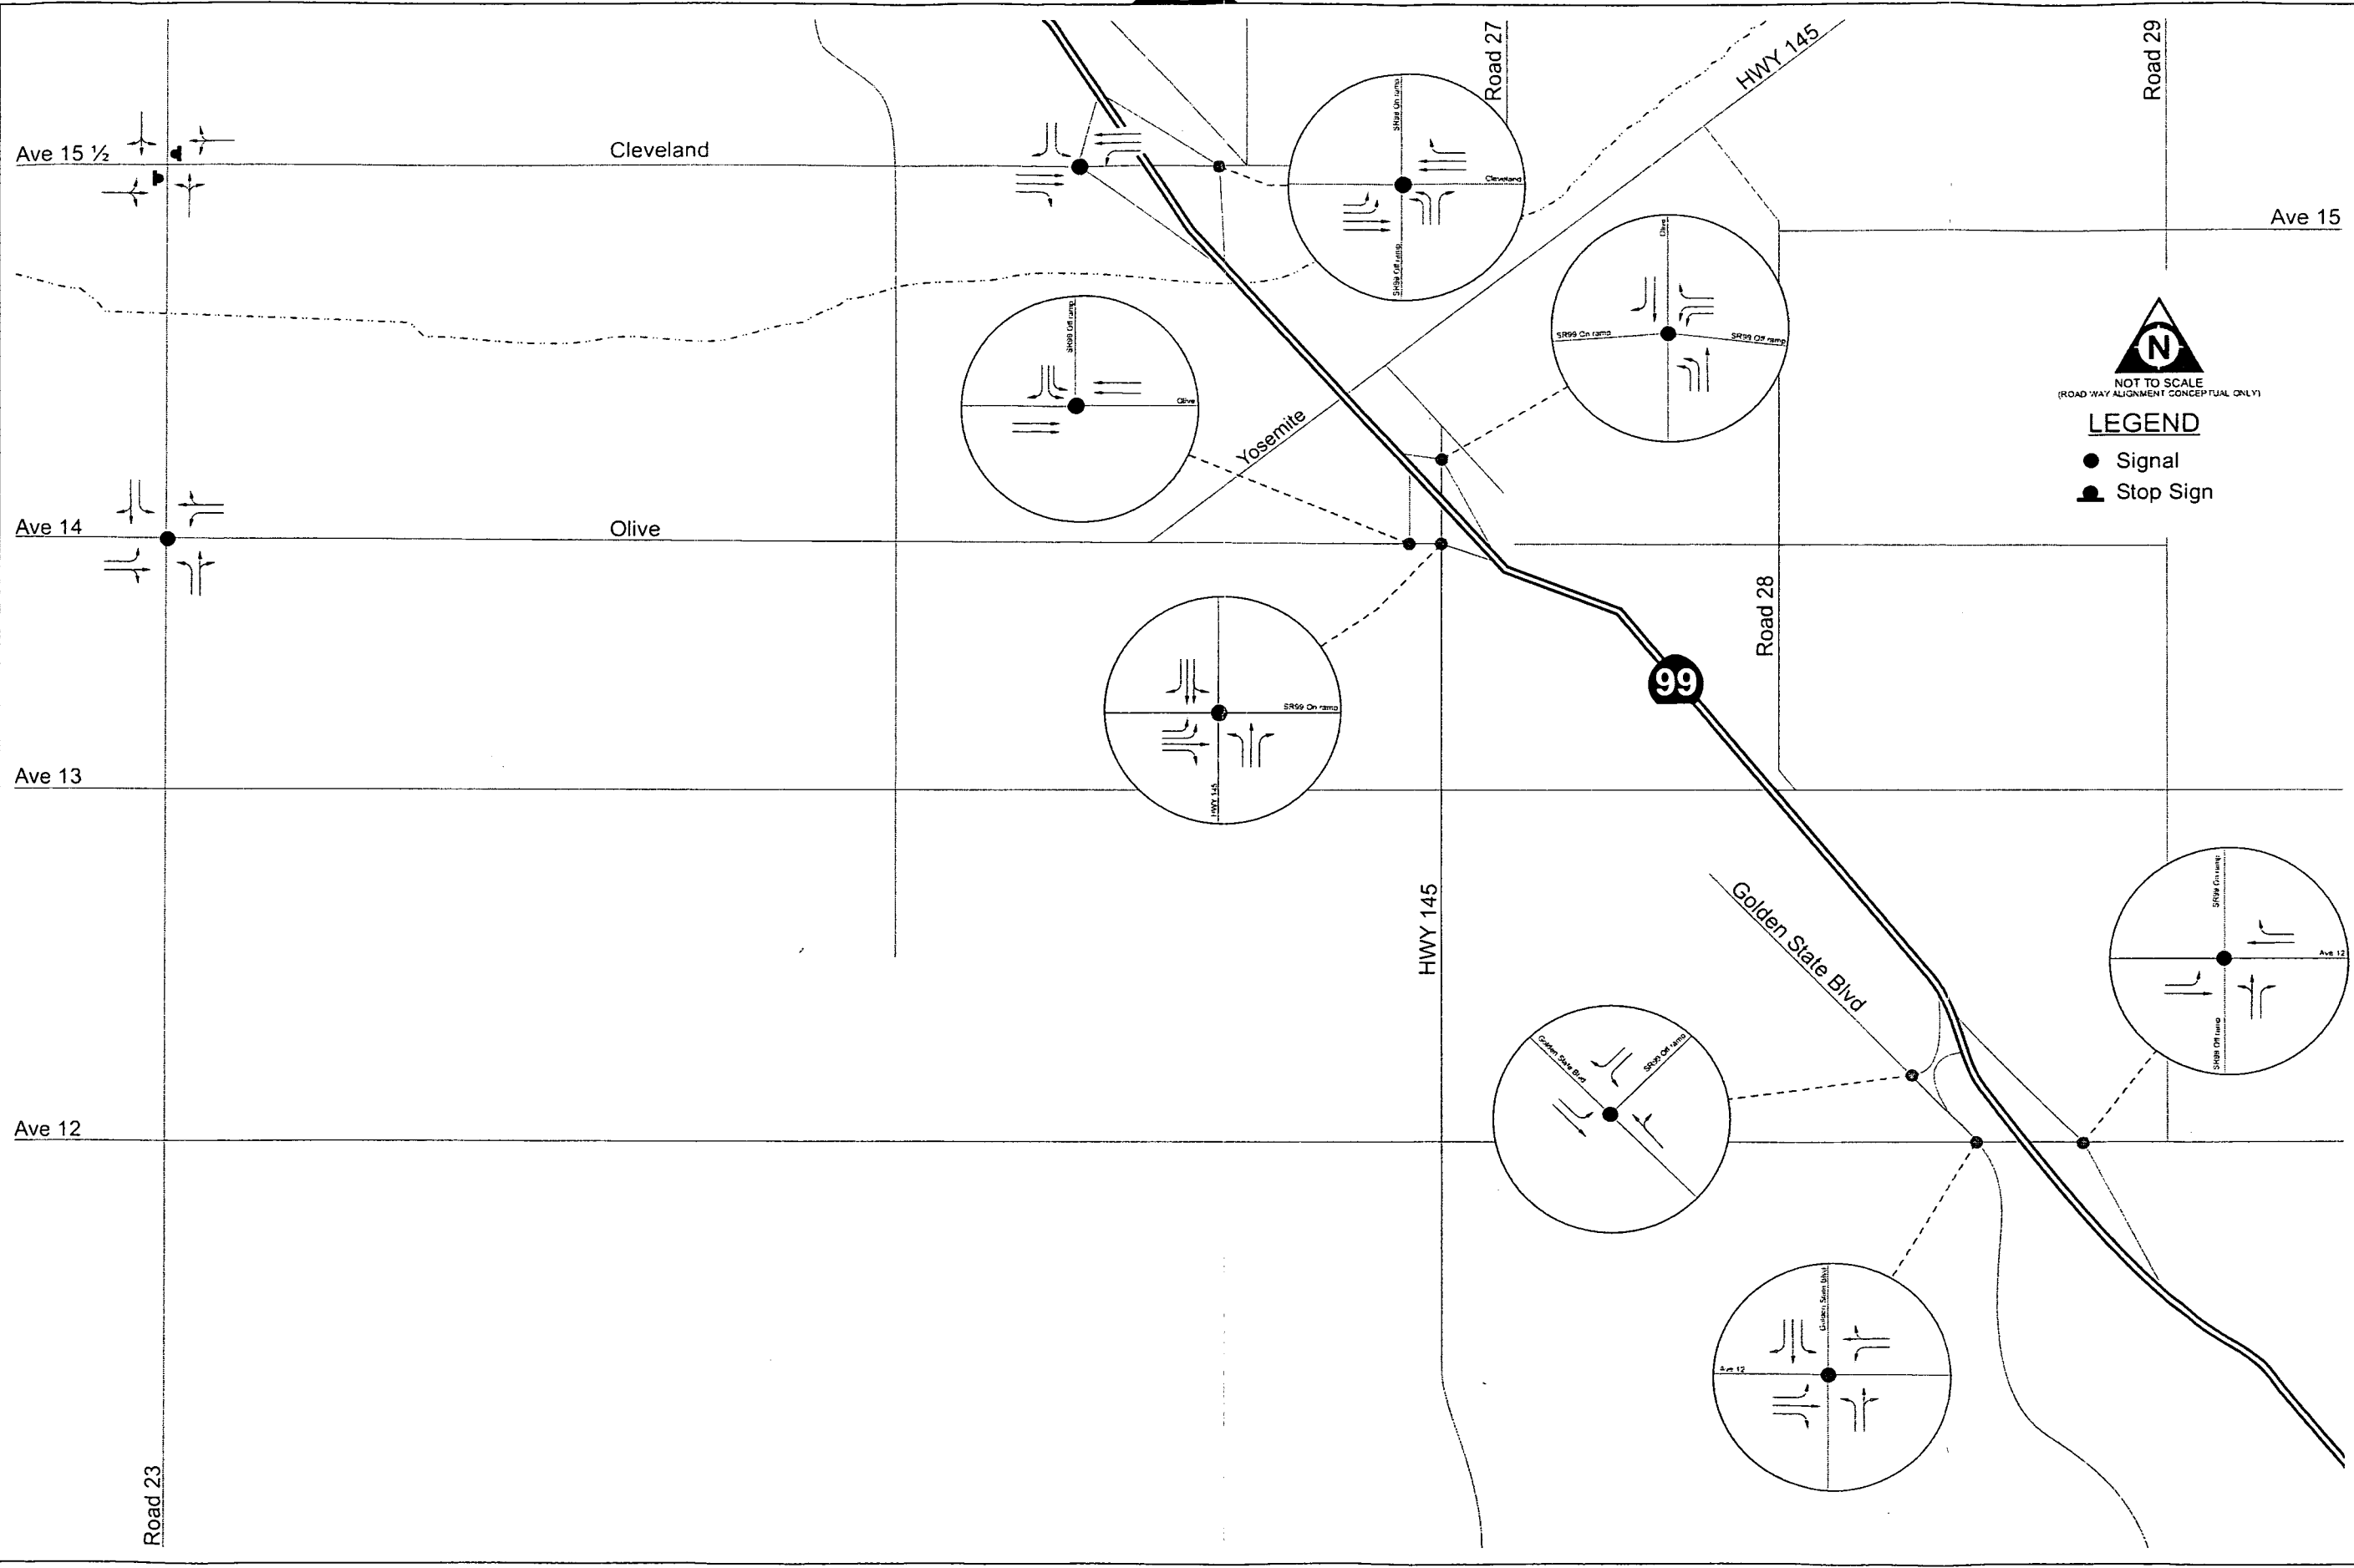 Road 27
HWY 145
Road 29
Ave 15 ½
Cleveland
SR99 On ramp
Cleveland
SR99 Off ramp
Ave 15
Olive
SR99 On ramp
SR99 Off ramp
N
NOT TO SCALE
(ROAD WAY ALIGNMENT CONCEPTUAL ONLY)
LEGEND
Signal
Stop Sign
SR99 Off ramp
Olive
Yosemite
Ave 14
Olive
Road 28
99
SR99 On ramp
HWY 145
Ave 13
HWY 145
Golden State Blvd
SR99 On ramp
Ave 12
SR99 Off ramp
Golden State Blvd
SR99 Off ramp
Ave 12
Golden State Blvd
Ave 12
Road 23